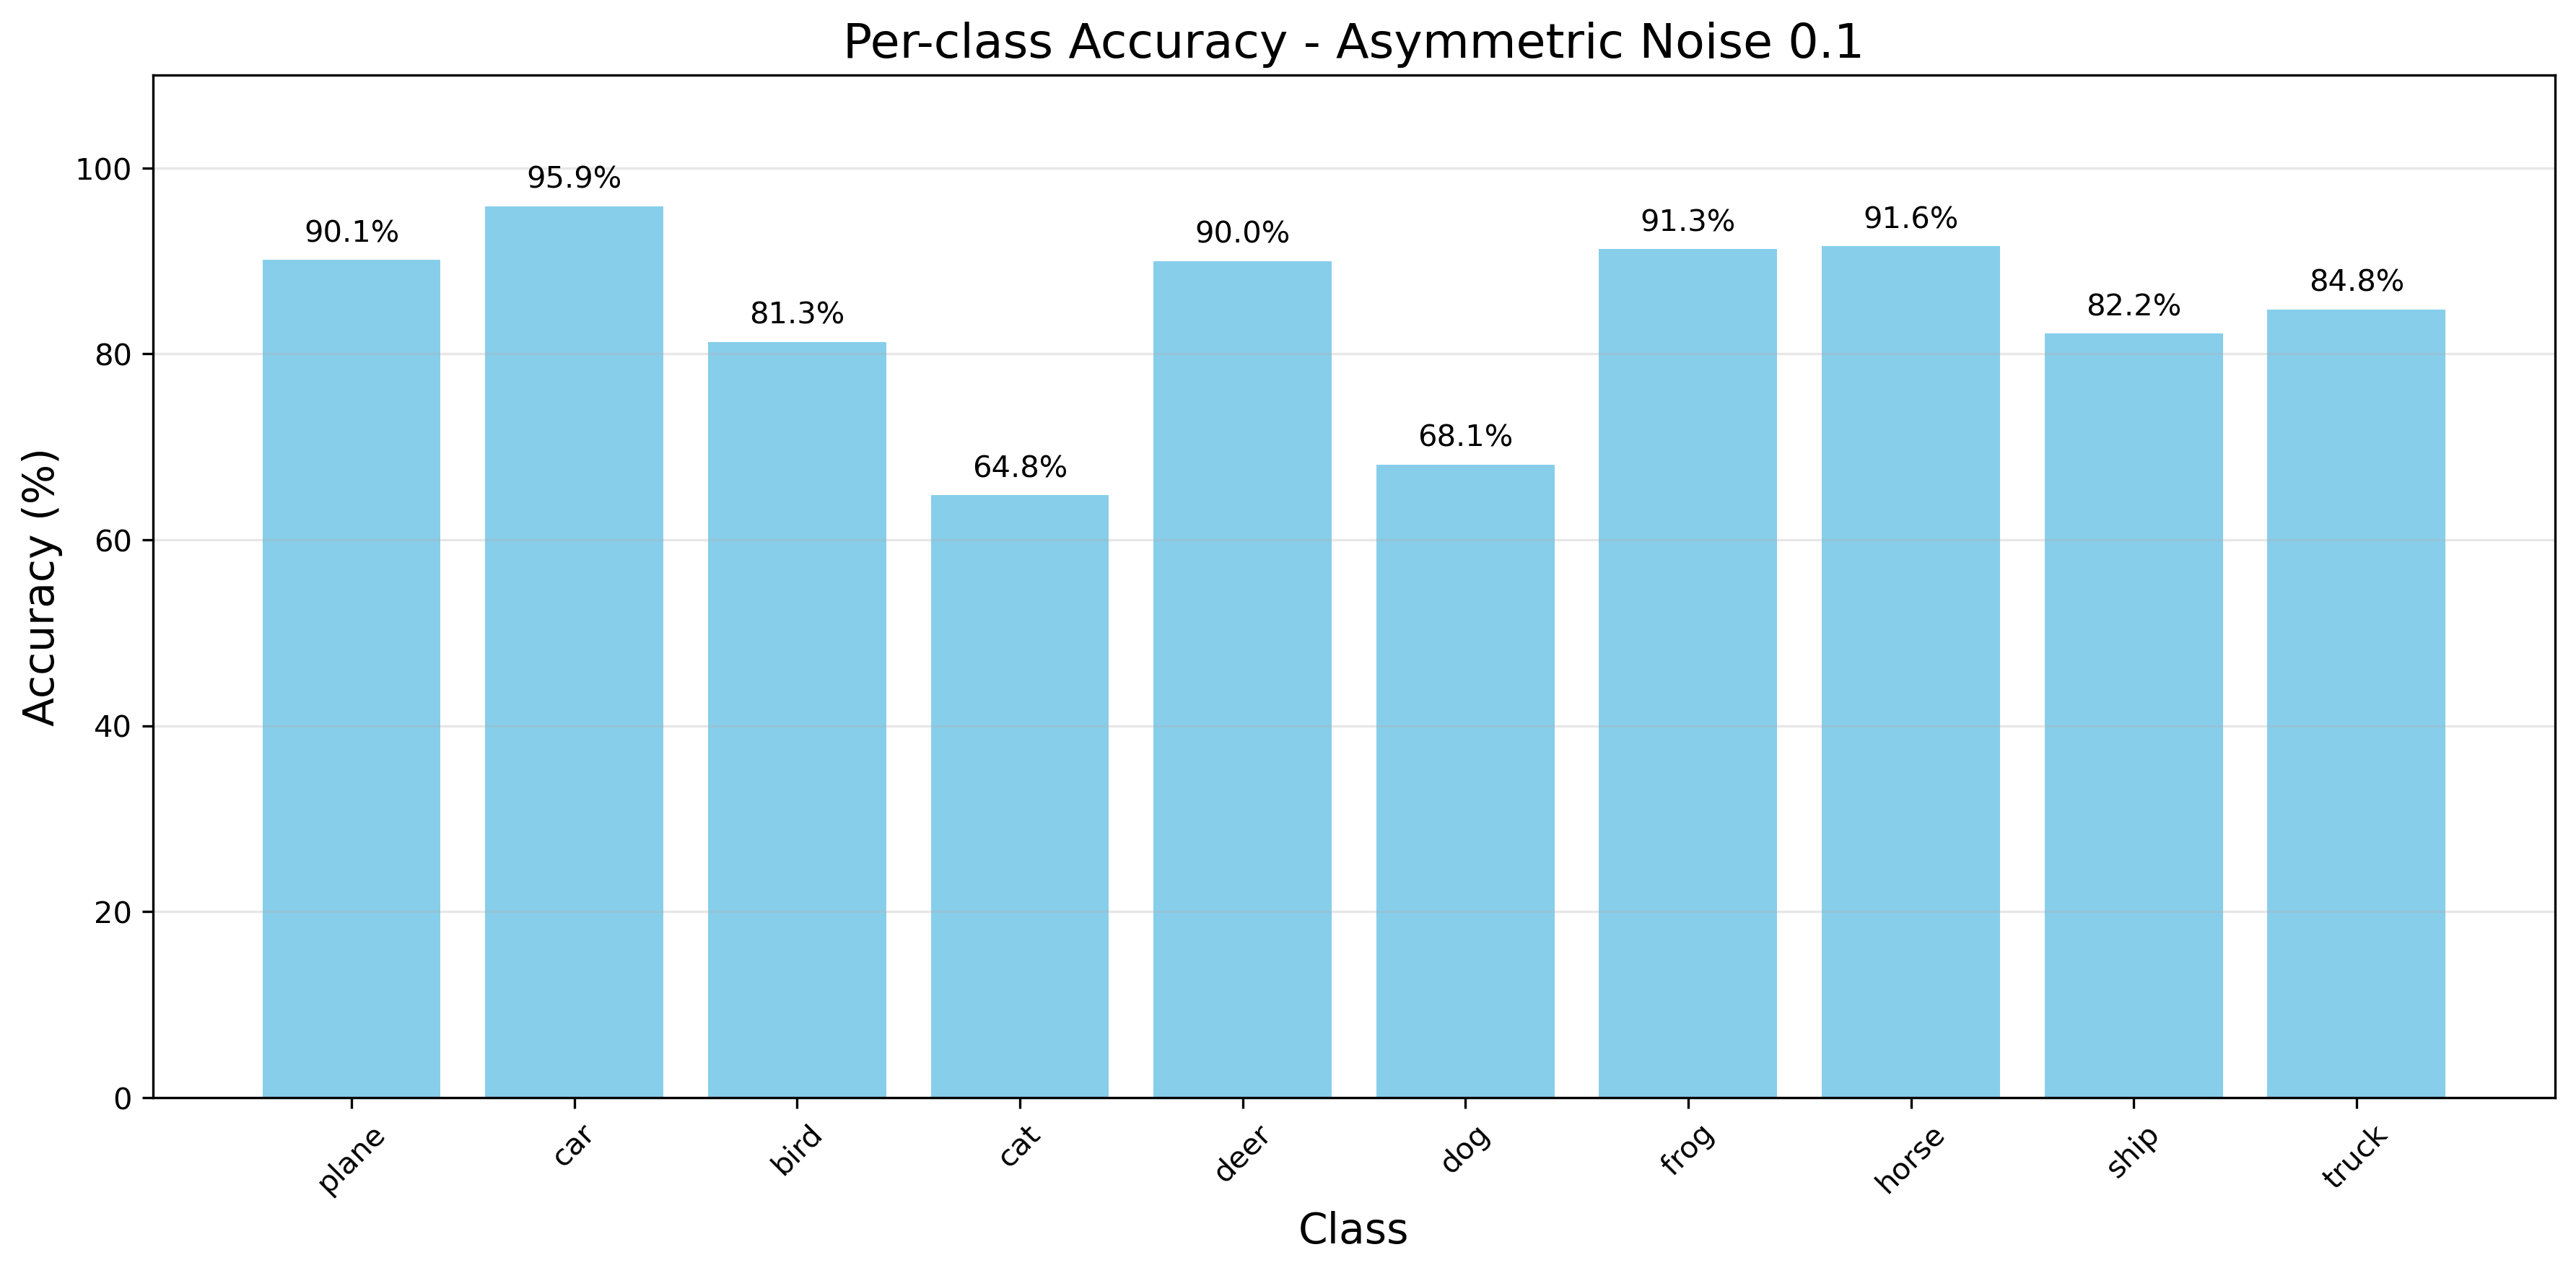 Per-class Accuracy - Asymmetric Noise 0.1
Accuracy (%)
100
80
60
40
20
0
90.1%
95.9%
81.3%
64.8%
90.0%
68.1%
91.3%
91.6%
82.2%
84.8%
plane
car
bird
cat
deer
dog
frog
horse
ship
truck
Class